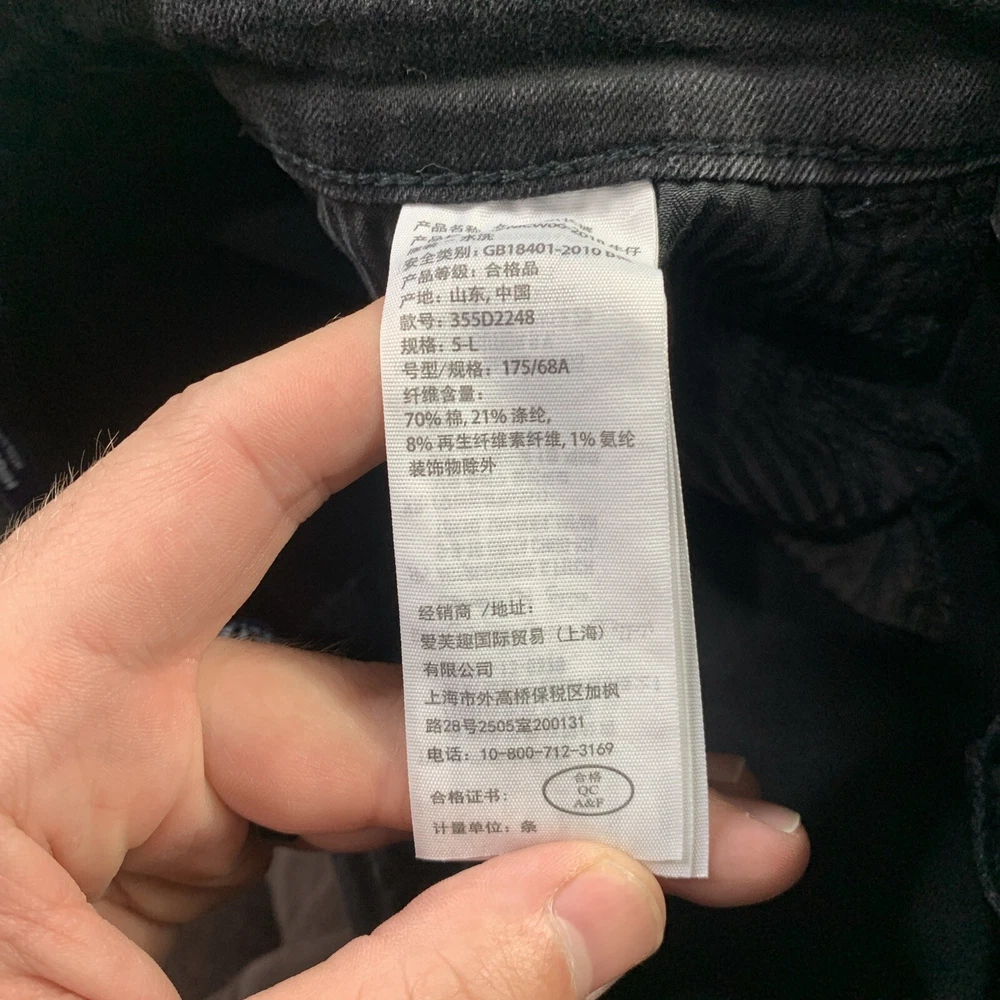 产品名称:
安全类别: GB18401-2010
产品等级: 合格品
产地: 山东, 中国
款号: 355D2248
规格: 5-L
号型/规格: 175/68A
纤维含量:
70% 棉, 21% 涤纶,
8% 再生纤维素纤维, 1% 氨纶
装饰物除外
经销商 /地址:
爱芙趣国际贸易 (上海)
有限公司
上海市外高桥保税区加枫
路28号2505室200131
电话: 10-800-712-3169
合格证书:
合格
QC
A&F
计量单位: 条